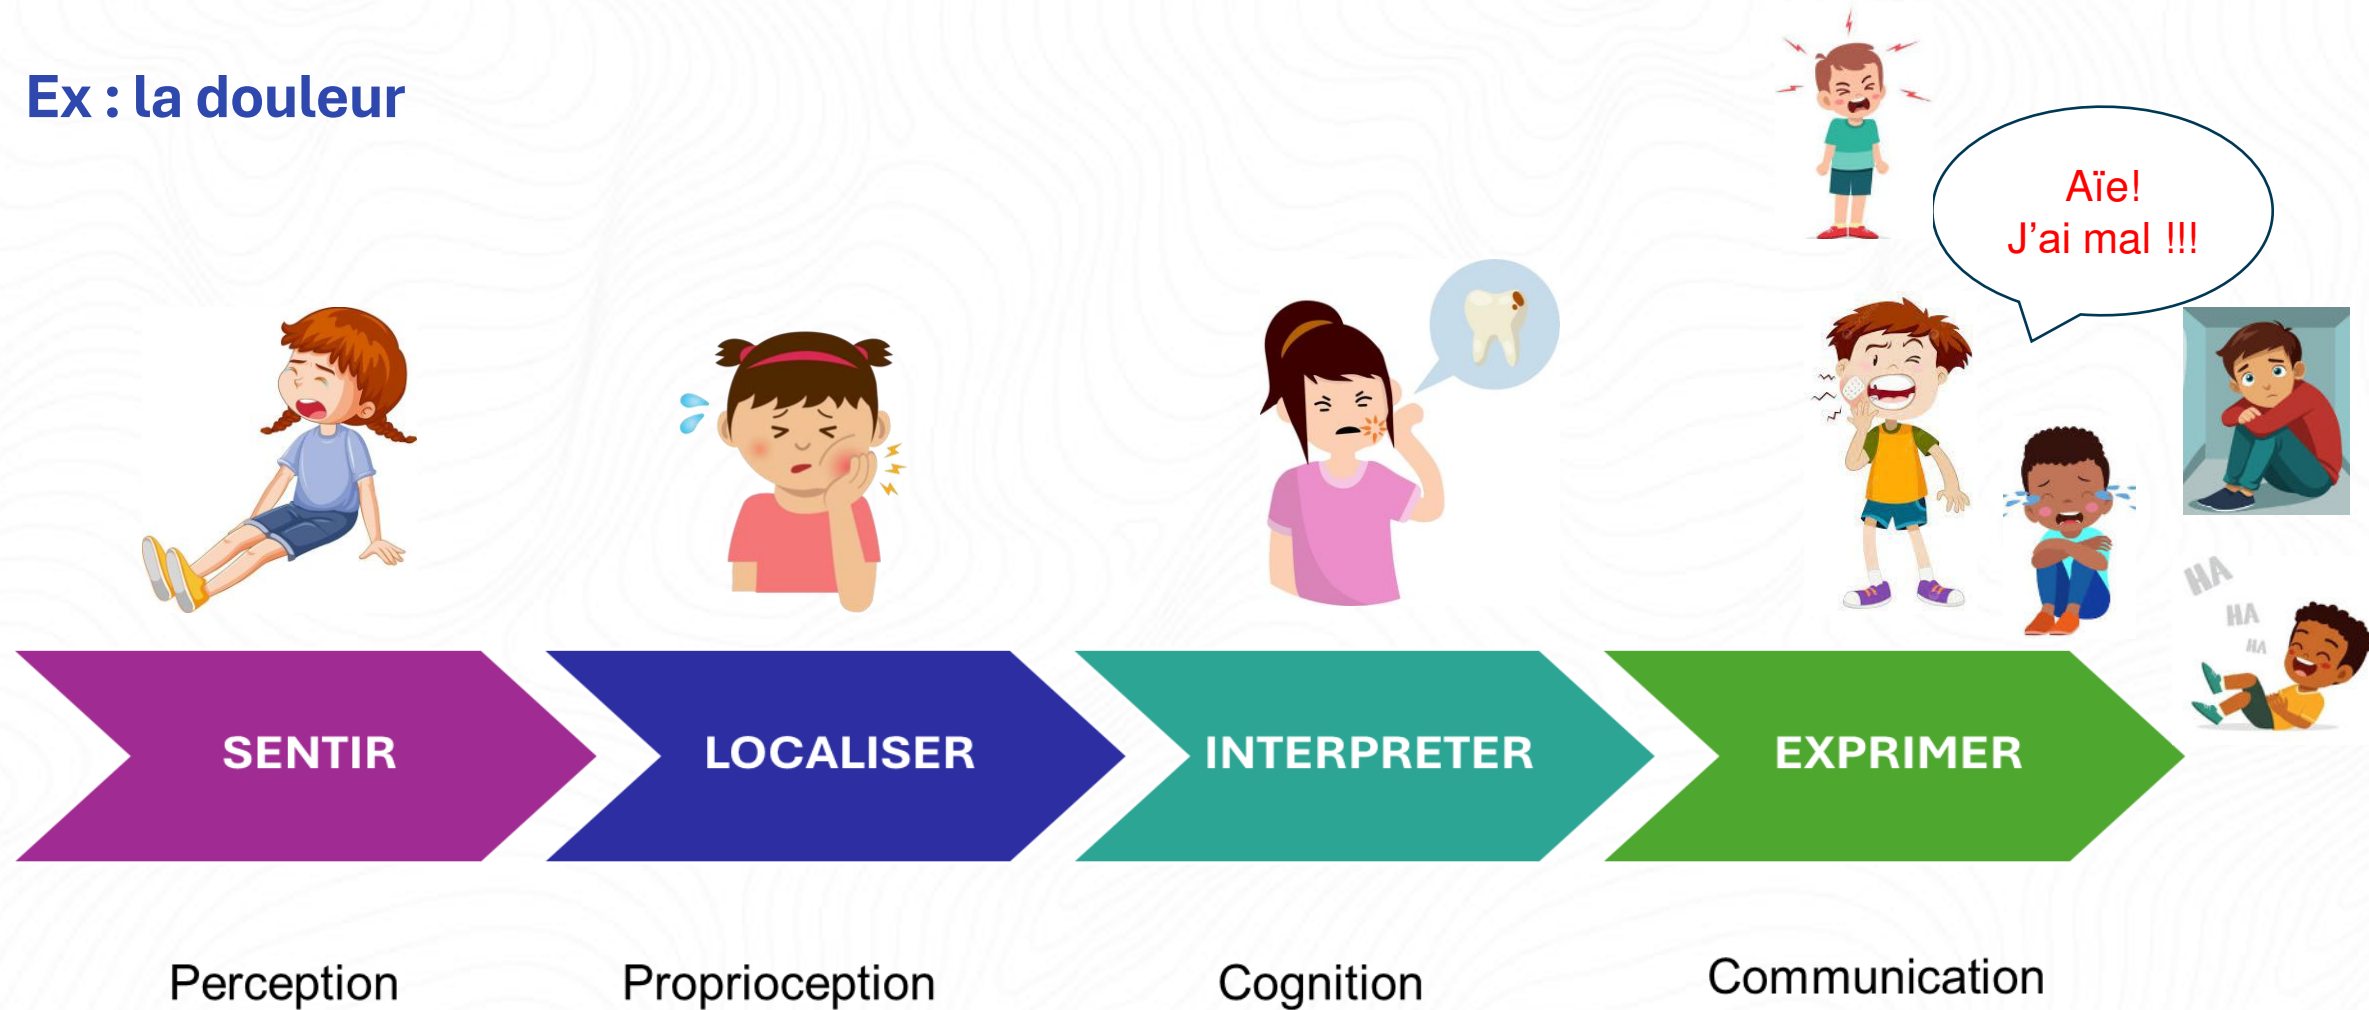 Ex : la douleur
Aïe!
J'ai mal !!!
HA
HA
HA
SENTIR
LOCALISER
INTERPRETER
EXPRIMER
Perception
Proprioception
Cognition
Communication